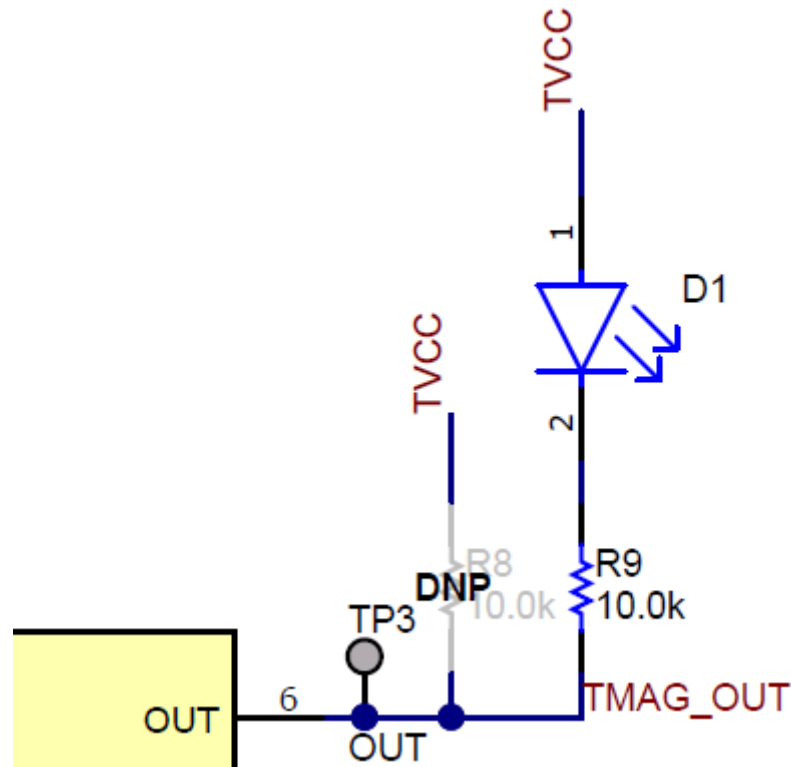 TVCC
1
D1
TVCC
2
R8
R9
DNP
10.0k
10.0k
TP3
6
TMAG_OUT
OUT
OUT